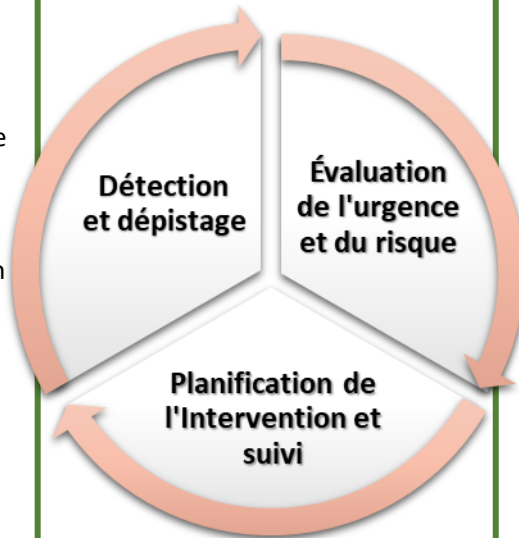 Détection
et dépistage
Évaluation
de l'urgence
et du risque
Planification de
l'Intervention et
suivi